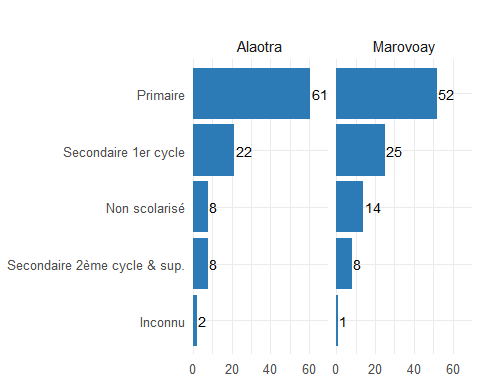 Alaotra Marovoay
Primaire 61 52
Secondaire 1er cycle 22 25
Non scolarisé 8 14
Secondaire 2ème cycle & sup. 8 8
Inconnu 2 1
0 20 40 60 0 20 40 60